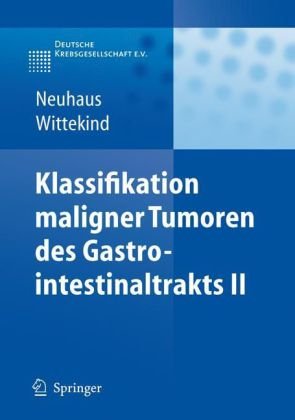 DEUTSCHE
KREBSGESELLSCHAFT E.V.
Neuhaus
Wittekind
Klassifikation
maligner Tumoren
des Gastro-
intestinaltrakts II
Springer